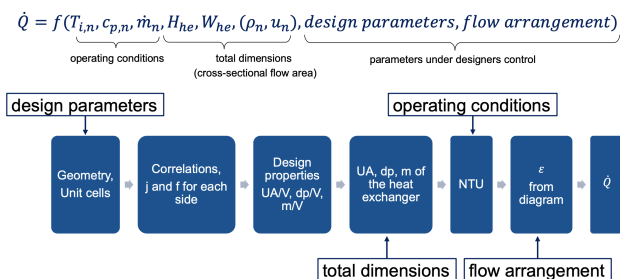 Q̇ = f(T_{i,n}, c_{p,n}, ṁ_n, H_{he}, W_{he}, (ρ_n, u_n), design parameters, flow arrangement)
operating conditions
total dimensions
(cross-sectional flow area)
parameters under designers control
design parameters
operating conditions
Geometry,
Unit cells
Correlations,
j and f for each
side
Design
properties
UA/V, dp/V,
m/V
UA, dp, m of
the heat
exchanger
NTU
ε
from
diagram
Q̇
total dimensions
flow arrangement